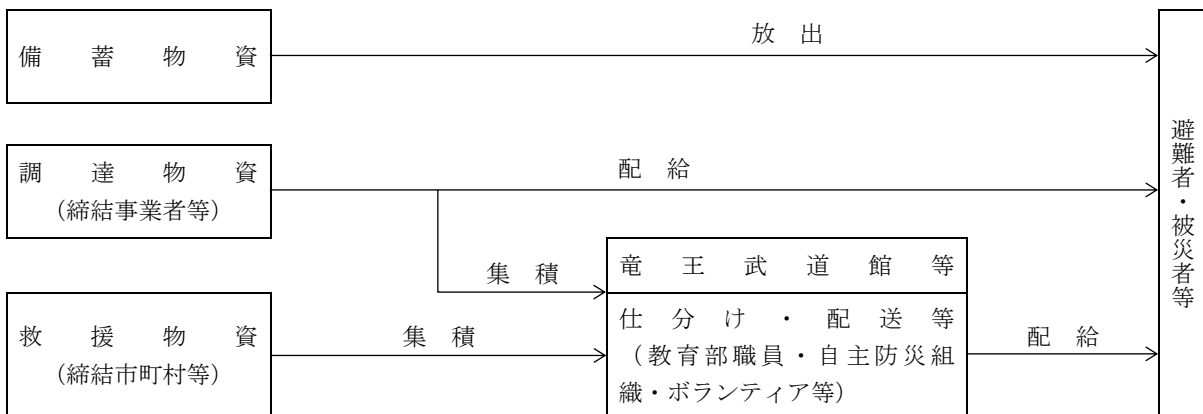 備蓄物資
放出
調達物資
(締結事業者等)
配給
集積
救援物資
(締結市町村等)
集積
竜王武道館等
仕分け・配送等
(教育部職員・自主防災組
織・ボランティア等)
配給
避難者・被災者等